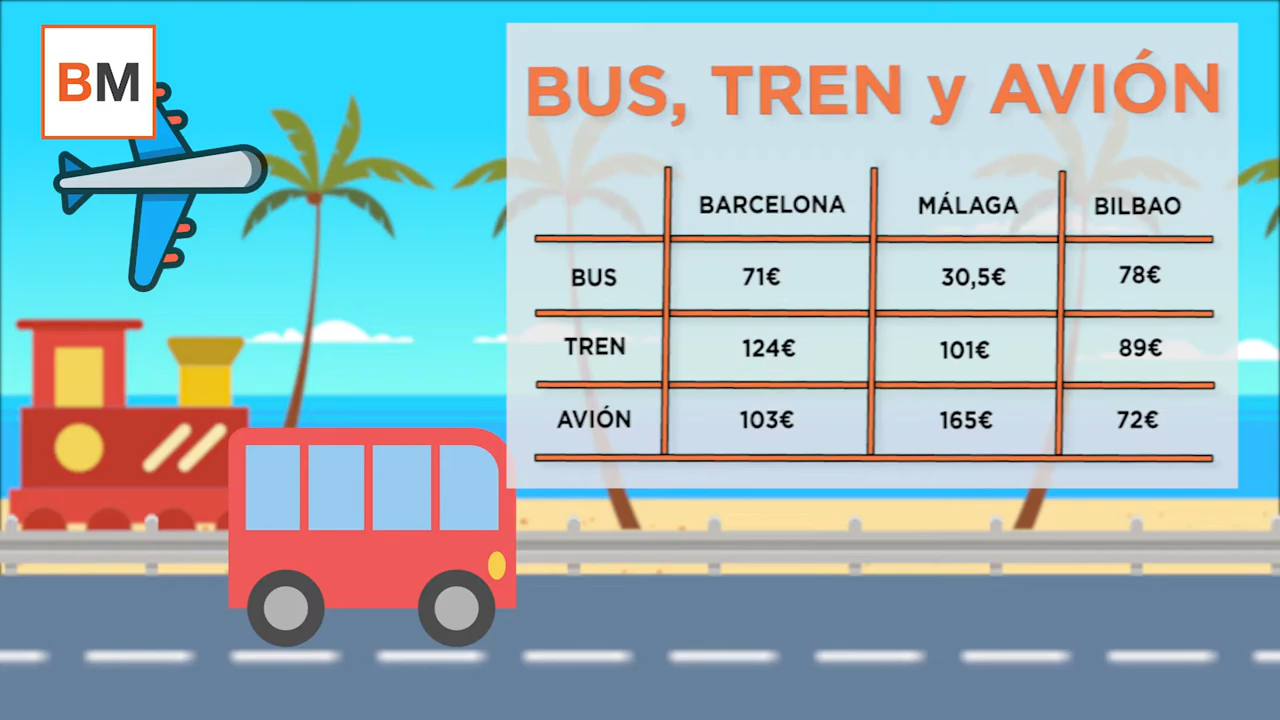 BM
BUS, TREN y AVIÓN
BARCELONA MÁLAGA BILBAO
BUS 71€ 30,5€ 78€
TREN 124€ 101€ 89€
AVIÓN 103€ 165€ 72€